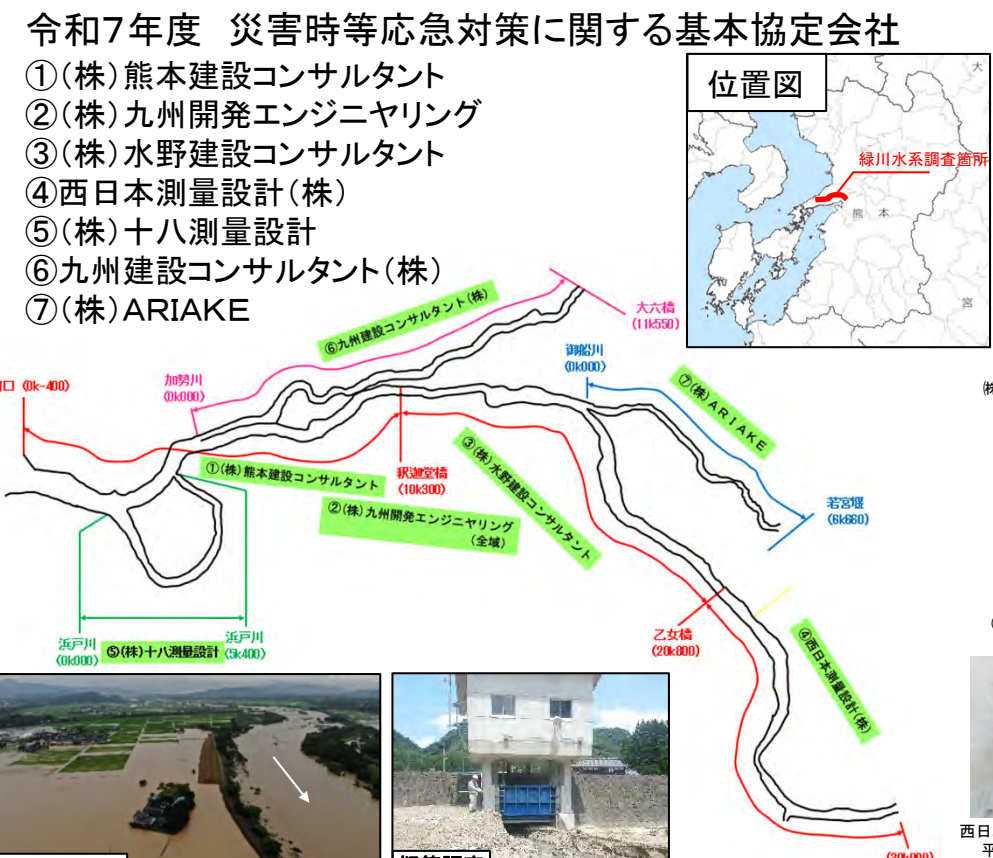 令和7年度　災害時等応急対策に関する基本協定会社
①(株)熊本建設コンサルタント
②(株)九州開発エンジニヤリング
③(株)水野建設コンサルタント
④西日本測量設計(株)
⑤(株)十八測量設計
⑥九州建設コンサルタント(株)
⑦(株)ARIAKE
位置図
大
緑川水系調査箇所
熊　本
宮
⑥九州建設コンサルタント(株)
大六橋
(11k550)
御船川
(0k000)
加勢川
(0k000)
口 (0k-400)
⑦(株)ARIAKE
①(株)熊本建設コンサルタント
釈迦堂橋
(10k300)
③(株)水野建設コンサルタント
②(株)九州開発エンジニヤリング
(全域)
若宮堰
(6k660)
浜戸川
(0k000)
⑤(株)十八測量設計
浜戸川
(5k400)
乙女橋
(20k800)
④西日本測量設計(株)
西日
平